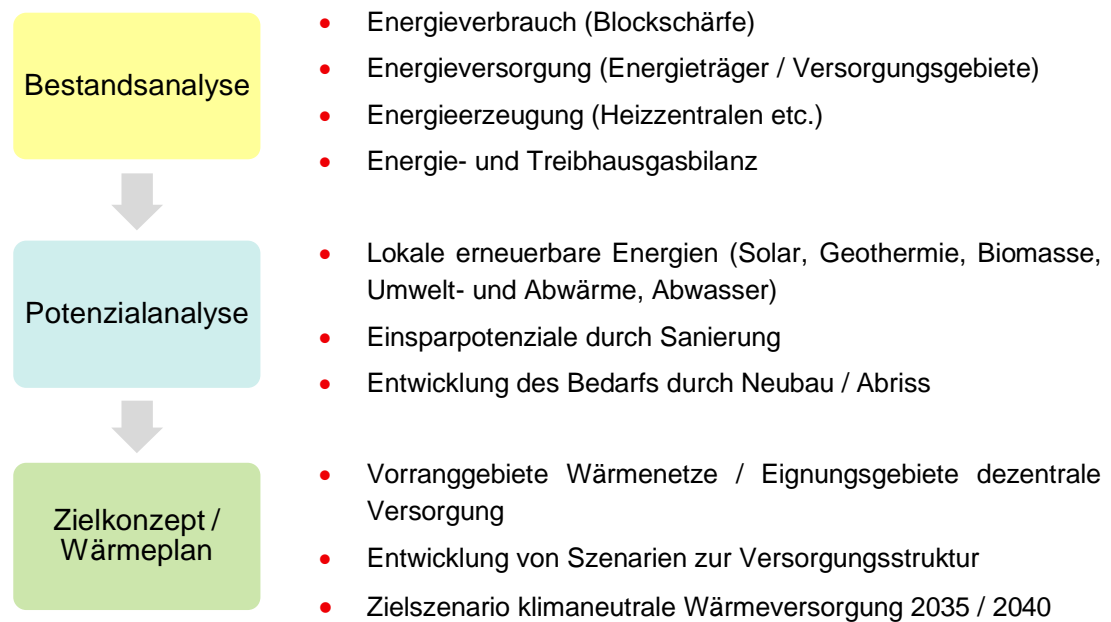 Bestandsanalyse
• Energieverbrauch (Blockschärfe)
• Energieversorgung (Energieträger / Versorgungsgebiete)
• Energieerzeugung (Heizzentralen etc.)
• Energie- und Treibhausgasbilanz
Potenzialanalyse
• Lokale erneuerbare Energien (Solar, Geothermie, Biomasse,
Umwelt- und Abwärme, Abwasser)
• Einsparpotenziale durch Sanierung
• Entwicklung des Bedarfs durch Neubau / Abriss
Zielkonzept /
Wärmeplan
• Vorranggebiete Wärmenetze / Eignungsgebiete dezentrale
Versorgung
• Entwicklung von Szenarien zur Versorgungsstruktur
• Zielszenario klimaneutrale Wärmeversorgung 2035 / 2040